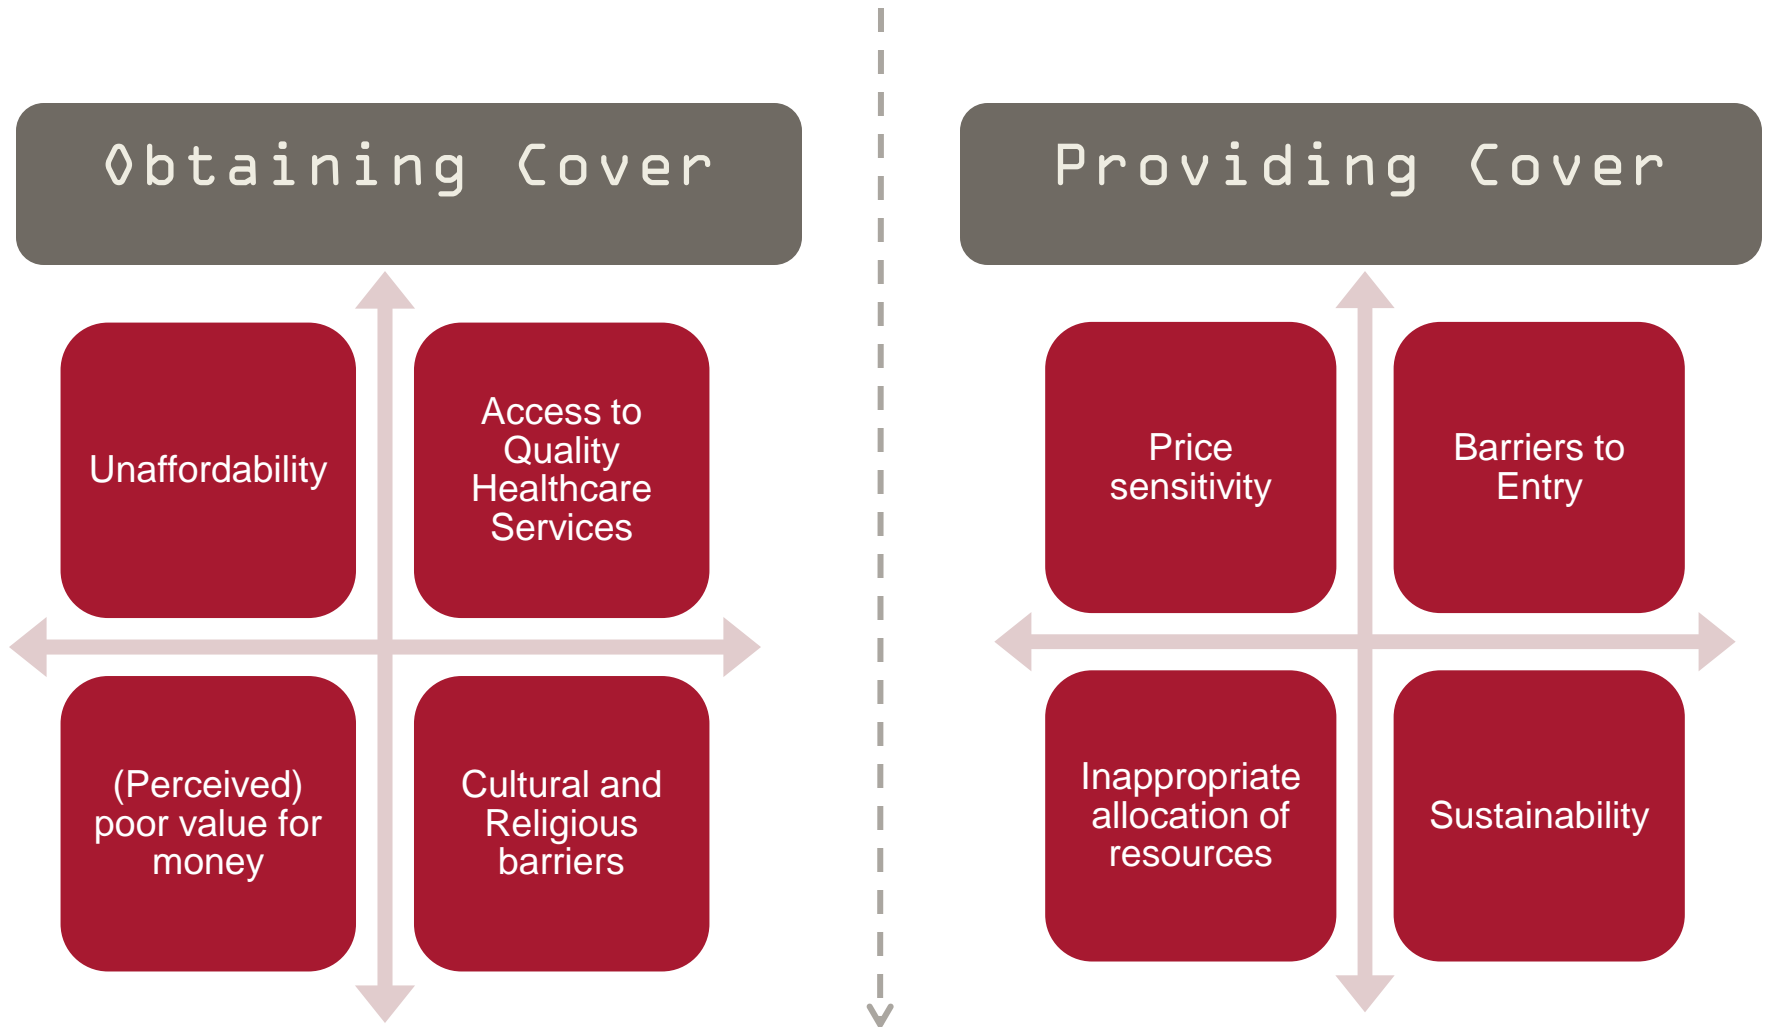 Obtaining Cover
Unaffordability
Access to
Quality
Healthcare
Services
(Perceived)
poor value for
money
Cultural and
Religious
barriers
Providing Cover
Price
sensitivity
Barriers to
Entry
Inappropriate
allocation of
resources
Sustainability